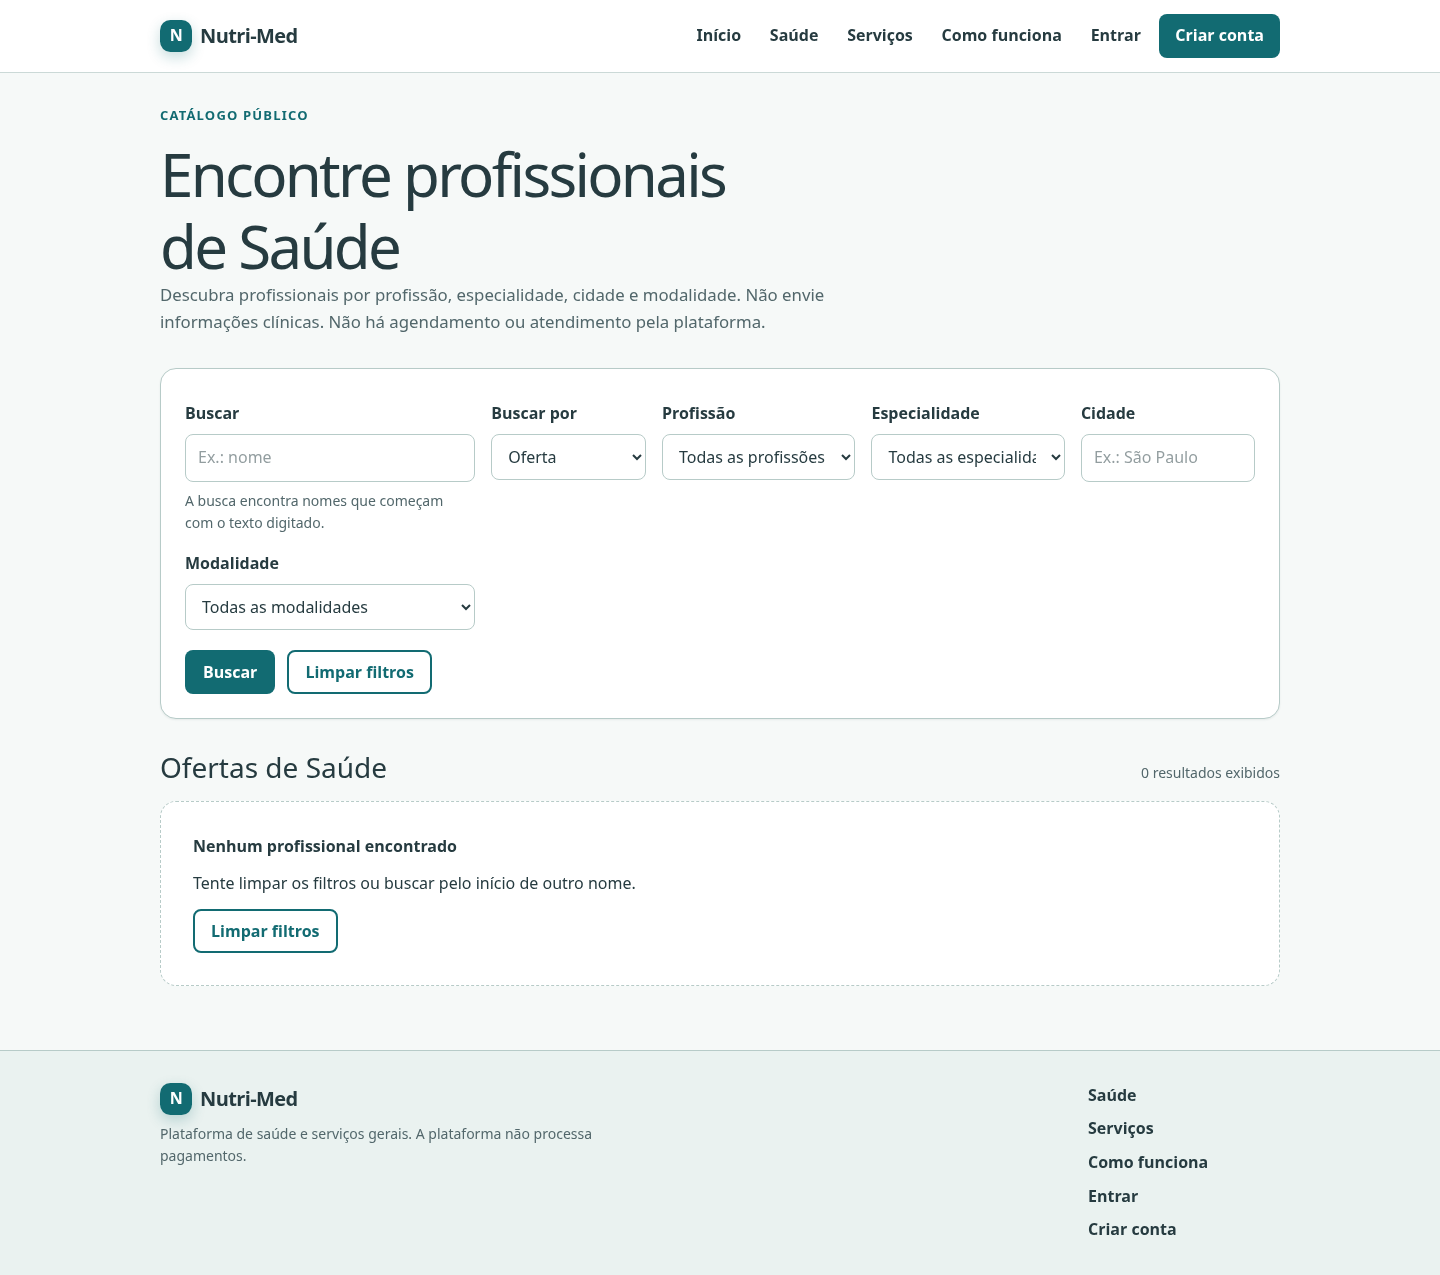 N Nutri-Med
Início Saúde Serviços Como funciona Entrar Criar conta
CATÁLOGO PÚBLICO
Encontre profissionais
de Saúde
Descubra profissionais por profissão, especialidade, cidade e modalidade. Não envie
informações clínicas. Não há agendamento ou atendimento pela plataforma.
Buscar Buscar por Profissão Especialidade Cidade
Ex.: nome Oferta Todas as profissões Todas as especialida Ex.: São Paulo
A busca encontra nomes que começam
com o texto digitado.
Modalidade
Todas as modalidades
Buscar Limpar filtros
Ofertas de Saúde 0 resultados exibidos
Nenhum profissional encontrado
Tente limpar os filtros ou buscar pelo início de outro nome.
Limpar filtros
N Nutri-Med
Plataforma de saúde e serviços gerais. A plataforma não processa
pagamentos.
Saúde
Serviços
Como funciona
Entrar
Criar conta